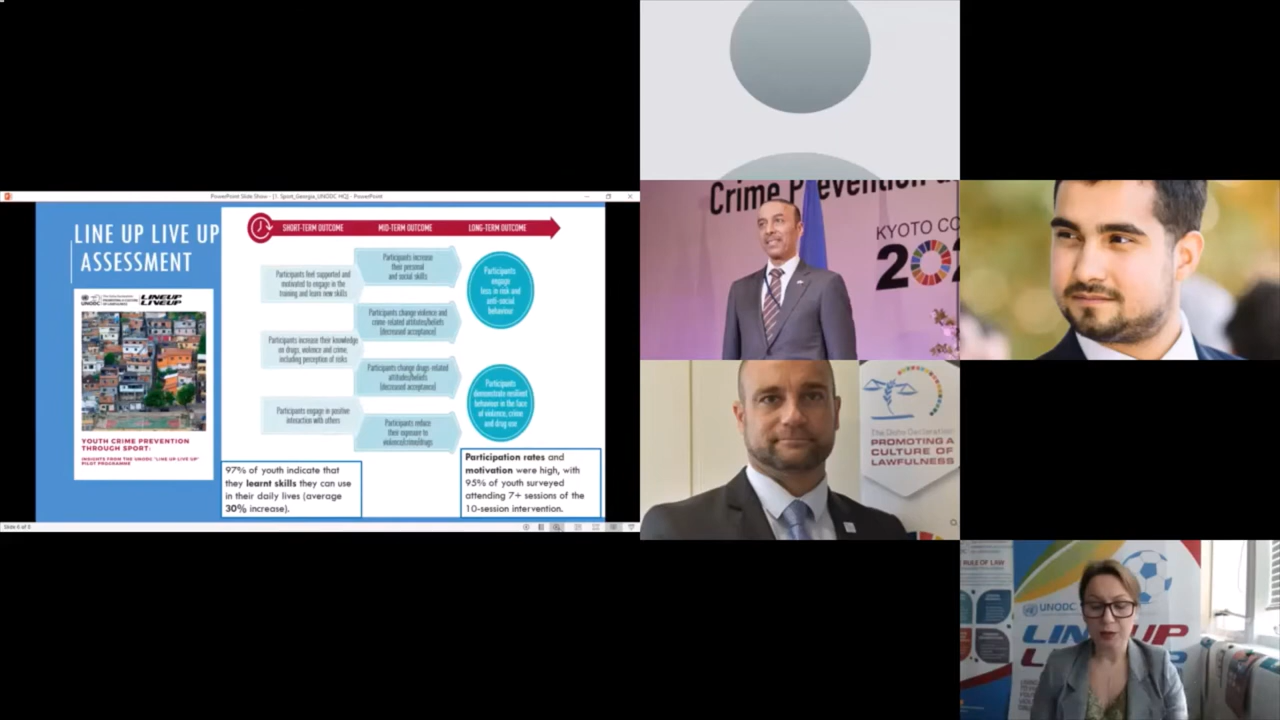 PowerPoint Slide Show - [1. Sport_Georgia_UNODC HQ] - PowerPoint
LINE UP LIVE UP
ASSESSMENT
UNODC
LINEUP
YOUTH CRIME PREVENTION
THROUGH SPORT:
INSIGHTS FROM THE UNODC "LINE UP LIVE UP"
PILOT PROGRAMME
SHORT-TERM OUTCOME
MID-TERM OUTCOME
LONG-TERM OUTCOME
Participants feel supported and
motivated to engage in the
training and learn new skills
Participants increase their knowledge
on drugs, violence and crime,
including perception of risks
Participants engage in positive
interaction with others
Participants increase
their personal
and social skills
Participants change violence and
crime-related attitudes/beliefs
(decreased acceptance)
Participants change drugs-related
attitudes/beliefs
(decreased acceptance)
Participants reduce
their exposure to
violence/crime/drugs
Participants
engage
less in risk and
anti-social
behaviour
Participants
demonstrate resilient
behaviour in the face
of violence, crime
and drug use
97% of youth indicate that
they learnt skills they can use
in their daily lives (average
30% increase).
Participation rates and
motivation were high, with
95% of youth surveyed
attending 7+ sessions of the
10-session intervention.
Slide 6 of 8
Crime Prevention
KYOTO CO
The Doha Declaration
PROMOTING A
CULTURE OF
LAWFULNESS
RULE OF LAW
UNODC
LINEUP